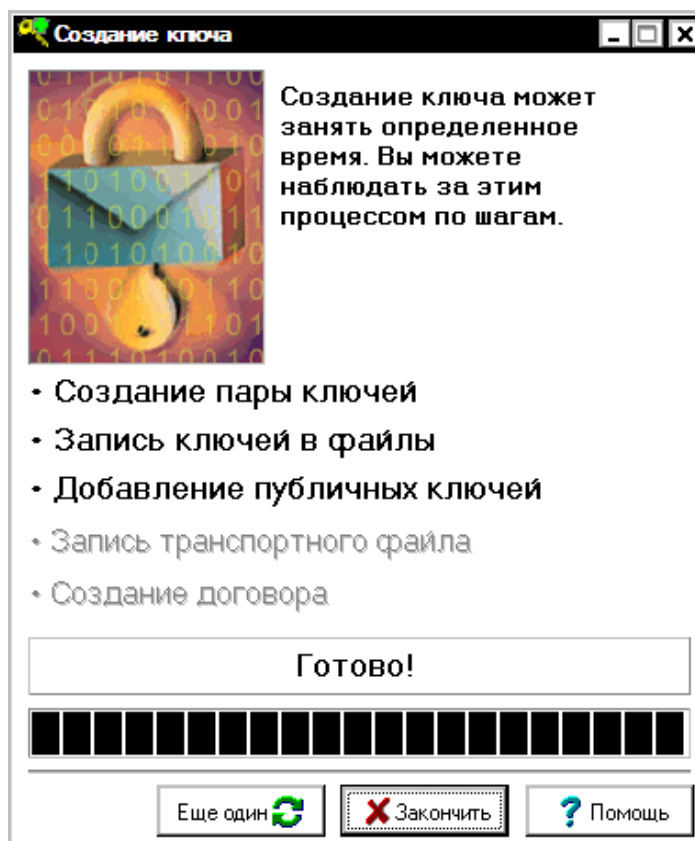 Создание ключа
Создание ключа может
занять определенное
время. Вы можете
наблюдать за этим
процессом по шагам.
• Создание пары ключей
• Запись ключей в файлы
• Добавление публичных ключей
• Запись транспортного файла
• Создание договора
Готово!
Еще один Закончить ? Помощь